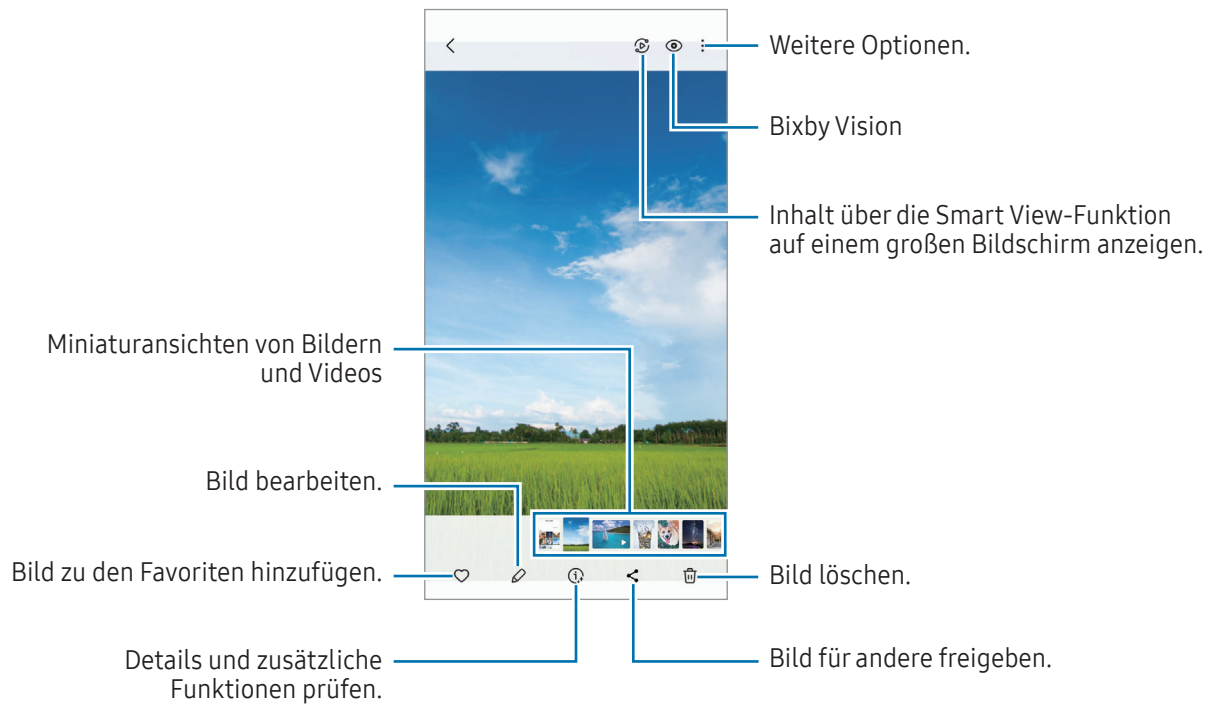 Weitere Optionen.
Bixby Vision
Inhalt über die Smart View-Funktion
auf einem großen Bildschirm anzeigen.
Miniaturansichten von Bildern
und Videos
Bild bearbeiten.
Bild zu den Favoriten hinzufügen.
Bild löschen.
Details und zusätzliche
Funktionen prüfen.
Bild für andere freigeben.